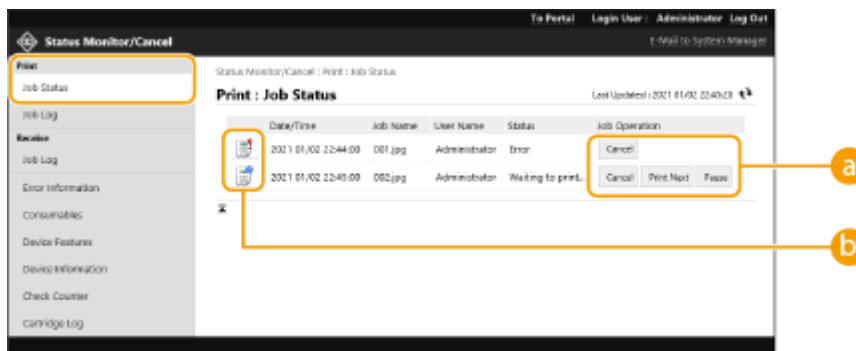 To Portal Login User : Administrator Log Out
Status Monitor/Cancel E-Mail to System Manager
Print
Job Status
Job Log
Receive
Job Log
Error Information
Consumables
Device Features
Device Information
Check Counter
Cartridge Log
Status Monitor/Cancel : Print : Job Status
Print : Job Status Last Updated : 2021 01/02 22:45:28
Date/Time Job Name User Name Status Job Operation
2021 01/02 22:44:00 001.jpg Administrator Error Cancel
2021 01/02 22:45:00 002.jpg Administrator Waiting to print... Cancel Print Next Pause
a
b